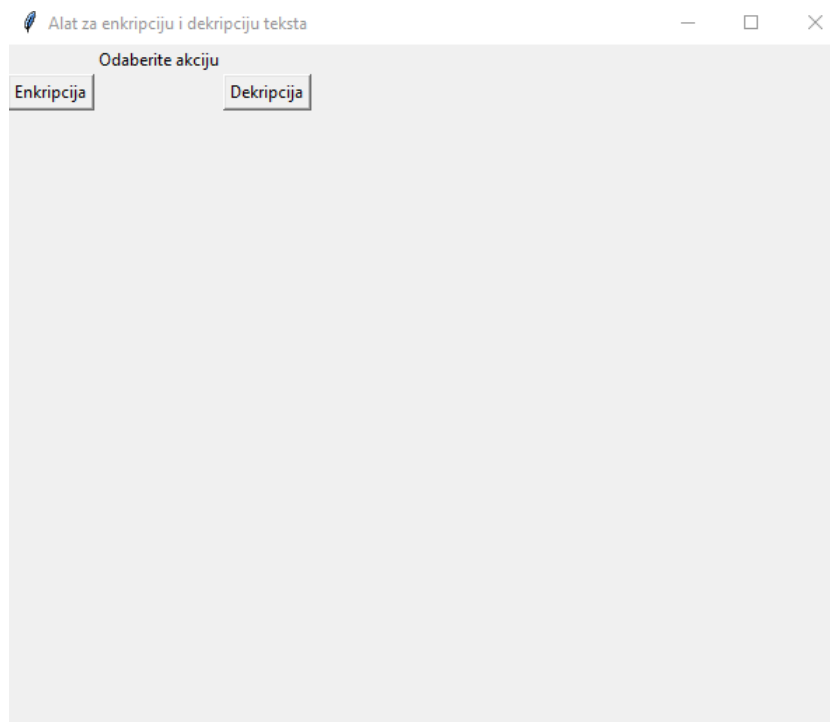 Alat za enkripciju i dekripciju teksta
Odaberite akciju
Enkripcija Dekripcija